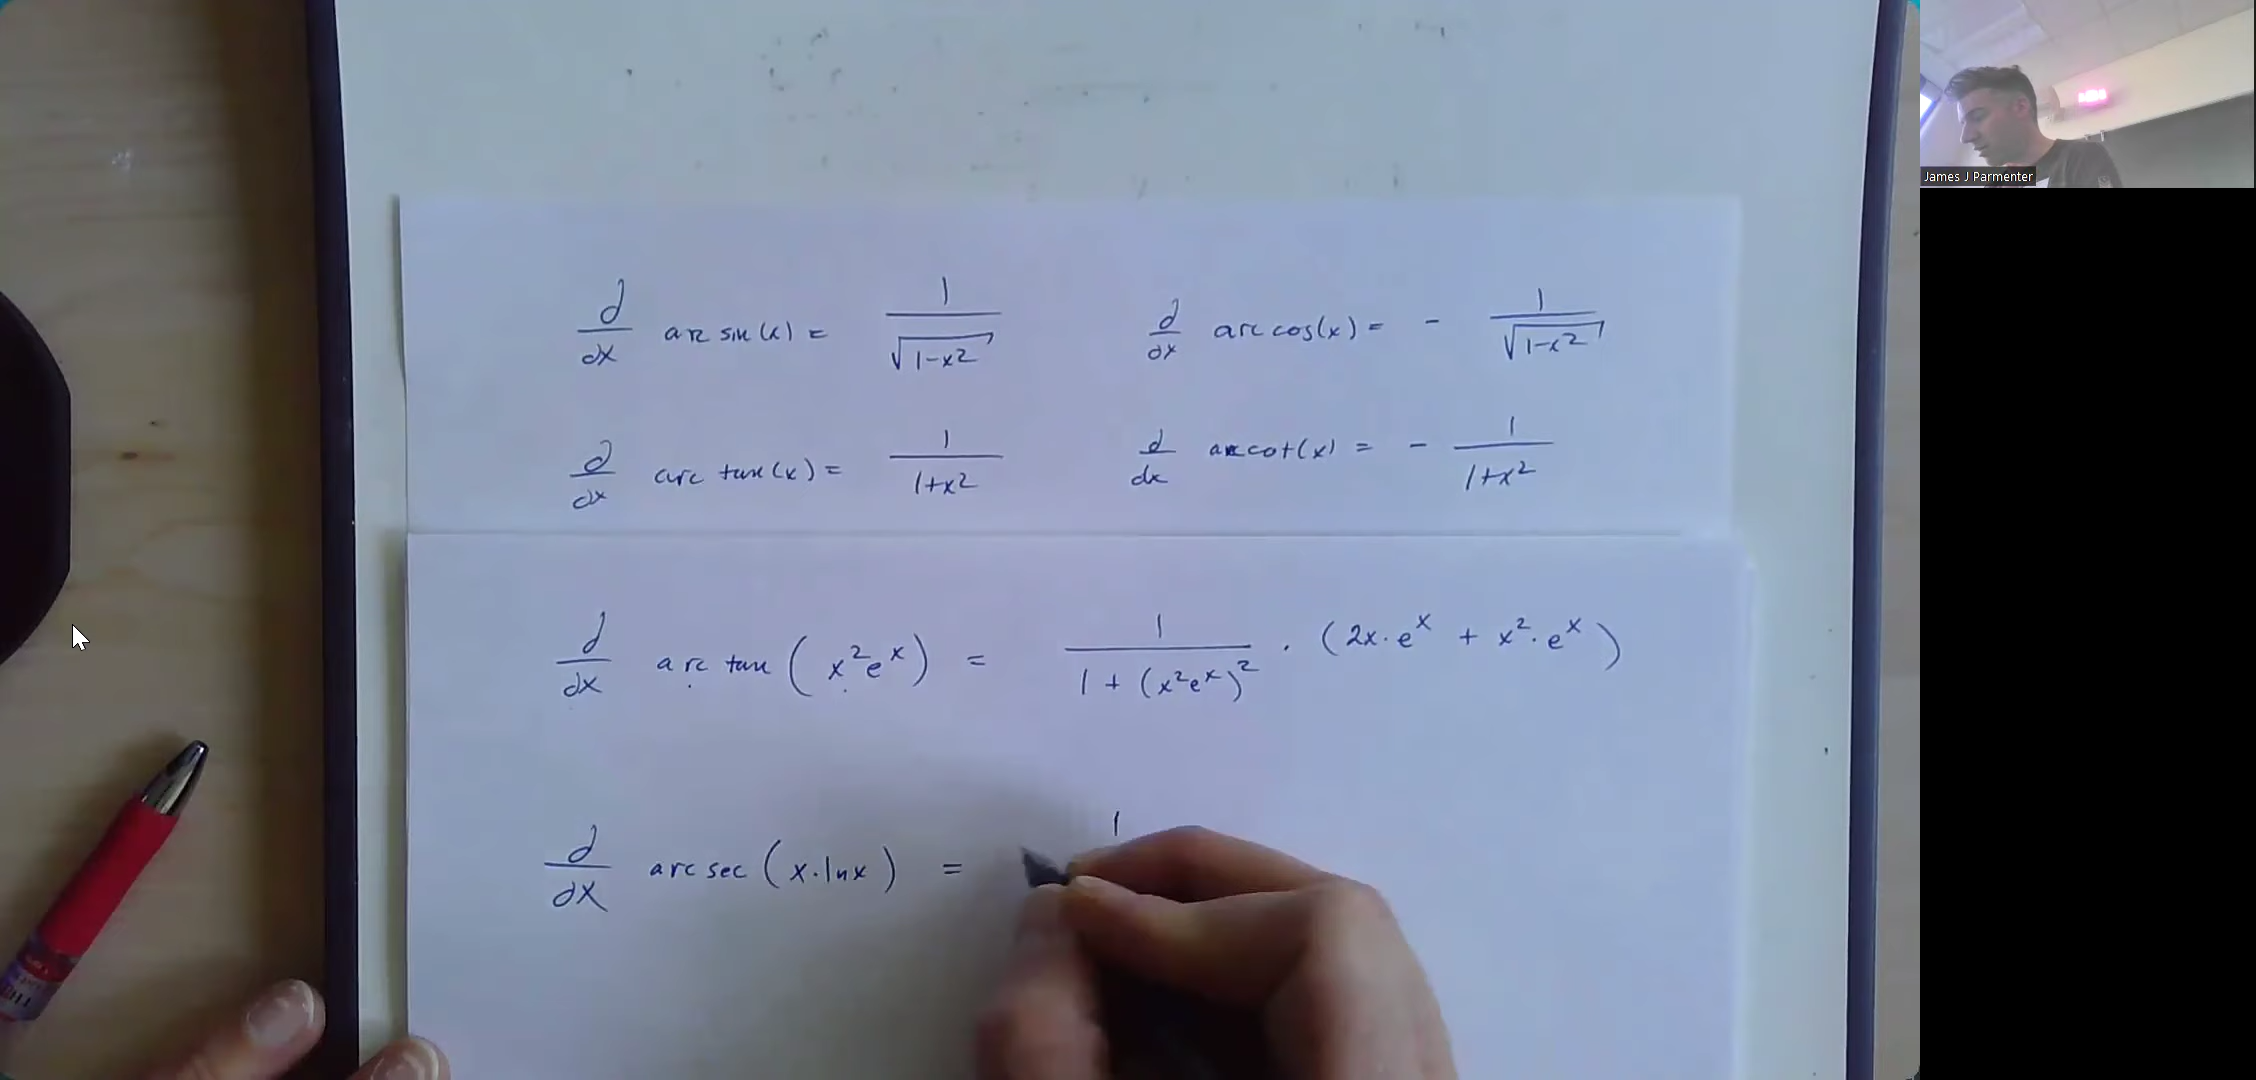 James J Parmenter
d/dx arcsin(x) = 1/√(1-x²)
d/dx arccos(x) = - 1/√(1-x²)
d/dx arctan(x) = 1/(1+x²)
d/dx arccot(x) = - 1/(1+x²)
d/dx arctan(x²eˣ) = 1/(1+(x²eˣ)²) · (2x·eˣ + x²·eˣ)
d/dx arcsec(x·lnx) = 1